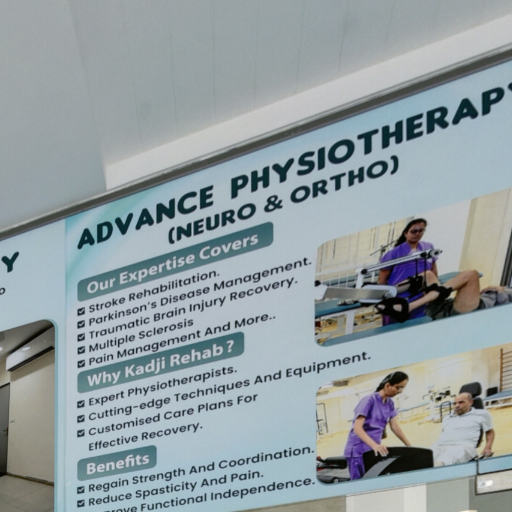 ADVANCE PHYSIOTHERAPY
(NEURO & ORTHO)
Our Expertise Covers
Stroke Rehabilitation.
Parkinson's Disease Management.
Traumatic Brain Injury Recovery.
Multiple Sclerosis
Pain Management And More..
Why Kadji Rehab?
Expert Physiotherapists.
Cutting-edge Techniques And Equipment.
Customised Care Plans For
Effective Recovery.
Benefits
Regain Strength And Coordination.
Reduce Spasticity And Pain.
Functional Independence.